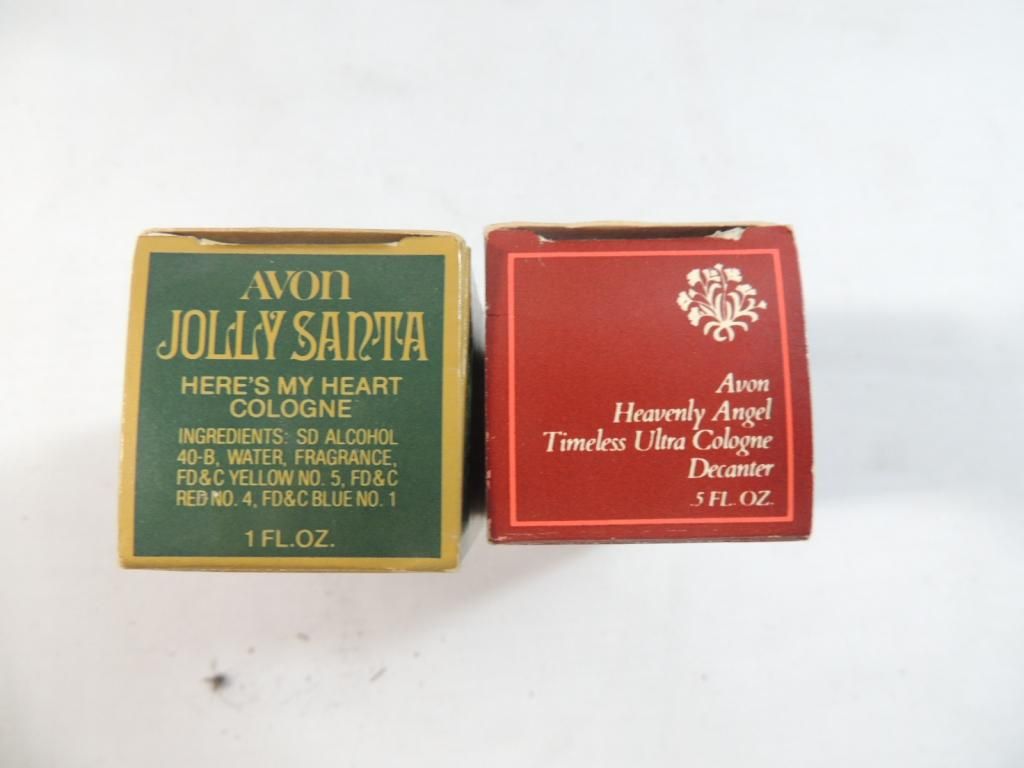 AVON
JOLLY SANTA
HERE'S MY HEART
COLOGNE
INGREDIENTS: SD ALCOHOL
40-B, WATER, FRAGRANCE,
FD&C YELLOW NO. 5, FD&C
RED NO. 4, FD&C BLUE NO. 1
1 FL. OZ.
Avon
Heavenly Angel
Timeless Ultra Cologne
Decanter
.5 FL. OZ.